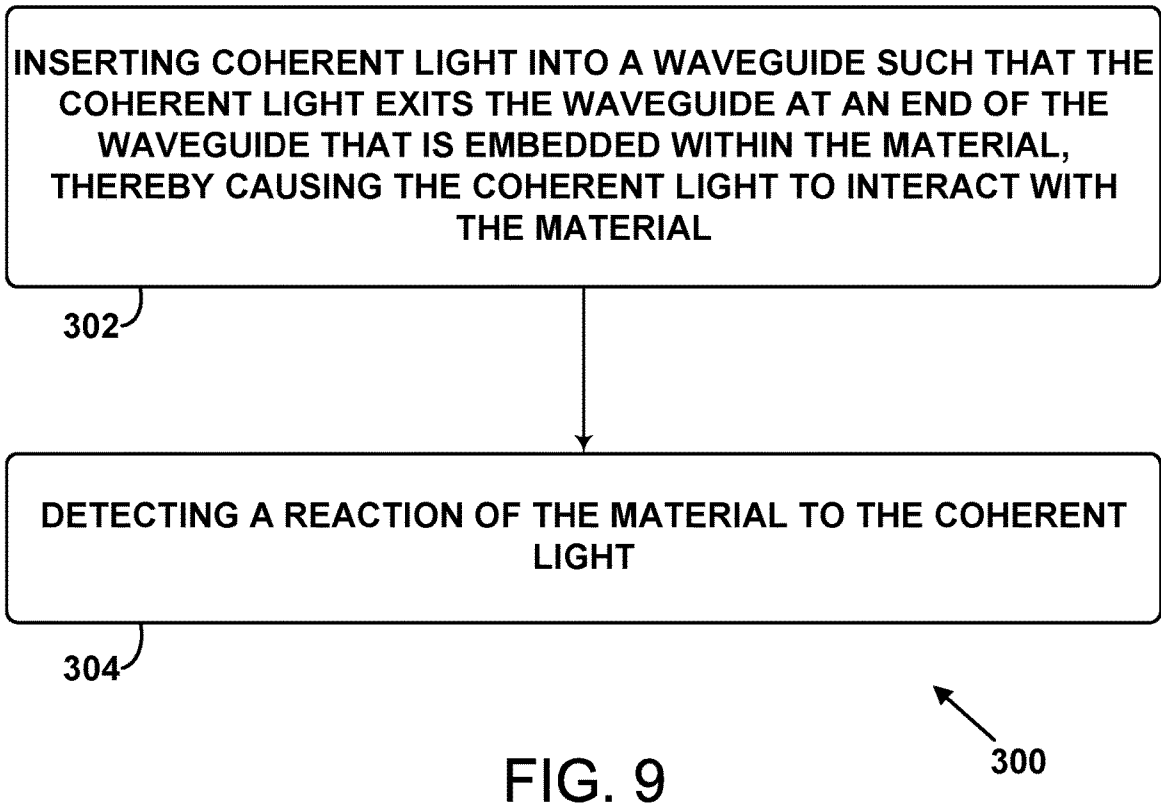 INSERTING COHERENT LIGHT INTO A WAVEGUIDE SUCH THAT THE
COHERENT LIGHT EXITS THE WAVEGUIDE AT AN END OF THE
WAVEGUIDE THAT IS EMBEDDED WITHIN THE MATERIAL,
THEREBY CAUSING THE COHERENT LIGHT TO INTERACT WITH
THE MATERIAL
302
DETECTING A REACTION OF THE MATERIAL TO THE COHERENT
LIGHT
304
300
FIG. 9